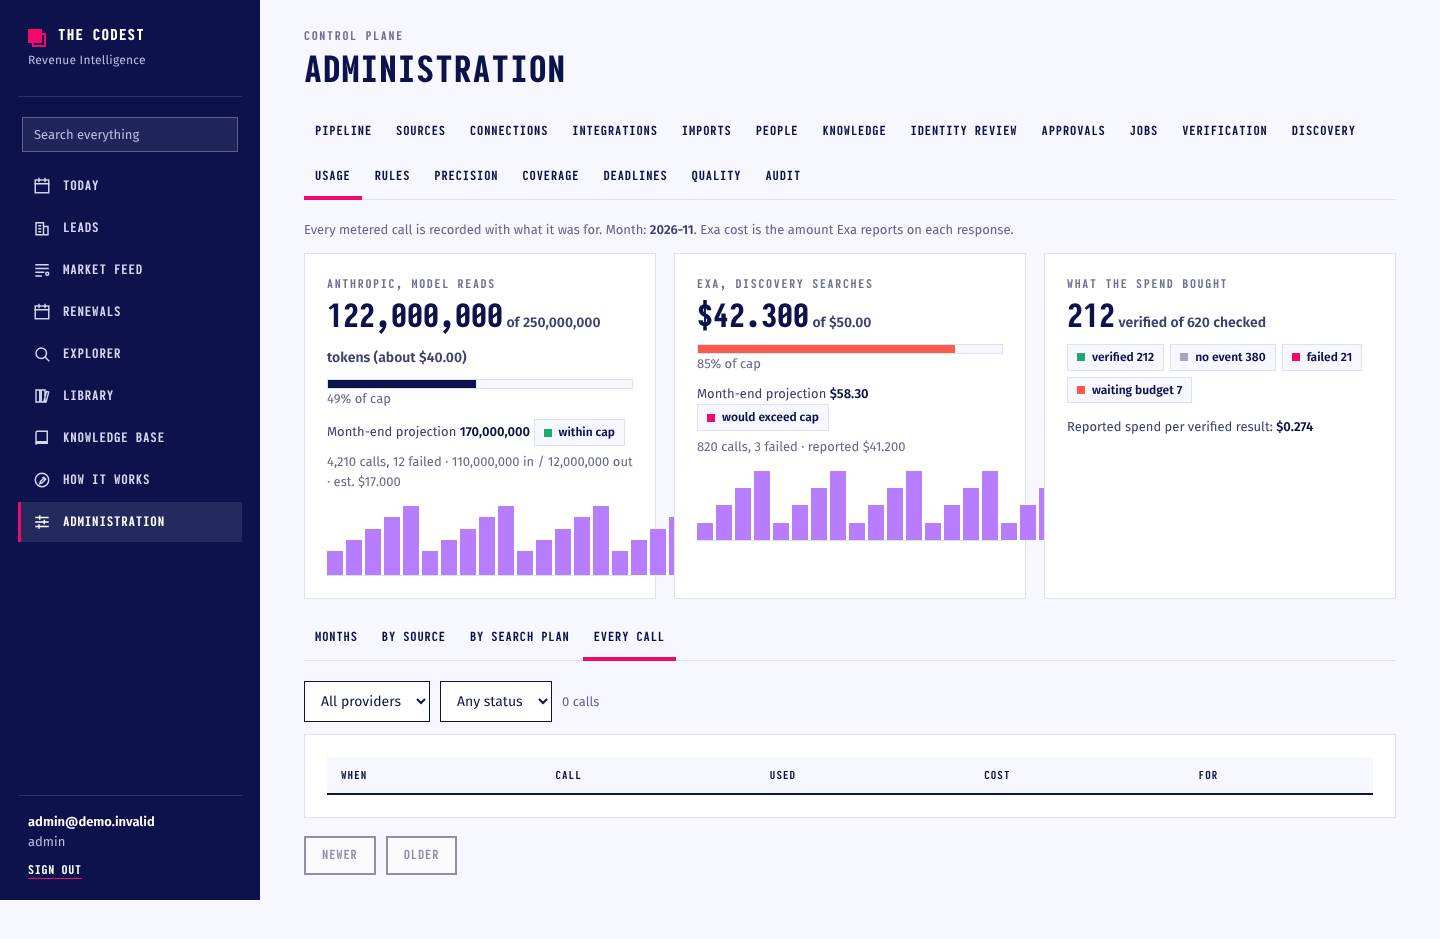 THE CODEST
Revenue Intelligence
Search everything
TODAY
LEADS
MARKET FEED
RENEWALS
EXPLORER
LIBRARY
KNOWLEDGE BASE
HOW IT WORKS
ADMINISTRATION
admin@demo.invalid
admin
SIGN OUT
CONTROL PLANE
ADMINISTRATION
PIPELINE SOURCES CONNECTIONS INTEGRATIONS IMPORTS PEOPLE KNOWLEDGE IDENTITY REVIEW APPROVALS JOBS VERIFICATION DISCOVERY
USAGE RULES PRECISION COVERAGE DEADLINES QUALITY AUDIT
Every metered call is recorded with what it was for. Month: 2026-11. Exa cost is the amount Exa reports on each response.
ANTHROPIC, MODEL READS
122,000,000 of 250,000,000
tokens (about $40.00)
49% of cap
Month-end projection 170,000,000 within cap
4,210 calls, 12 failed · 110,000,000 in / 12,000,000 out
· est. $17.000
EXA, DISCOVERY SEARCHES
$42.300 of $50.00
85% of cap
Month-end projection $58.30
would exceed cap
820 calls, 3 failed · reported $41.200
WHAT THE SPEND BOUGHT
212 verified of 620 checked
verified 212 no event 380 failed 21
waiting budget 7
Reported spend per verified result: $0.274
MONTHS BY SOURCE BY SEARCH PLAN EVERY CALL
All providers Any status 0 calls
WHEN CALL USED COST FOR
NEWER OLDER